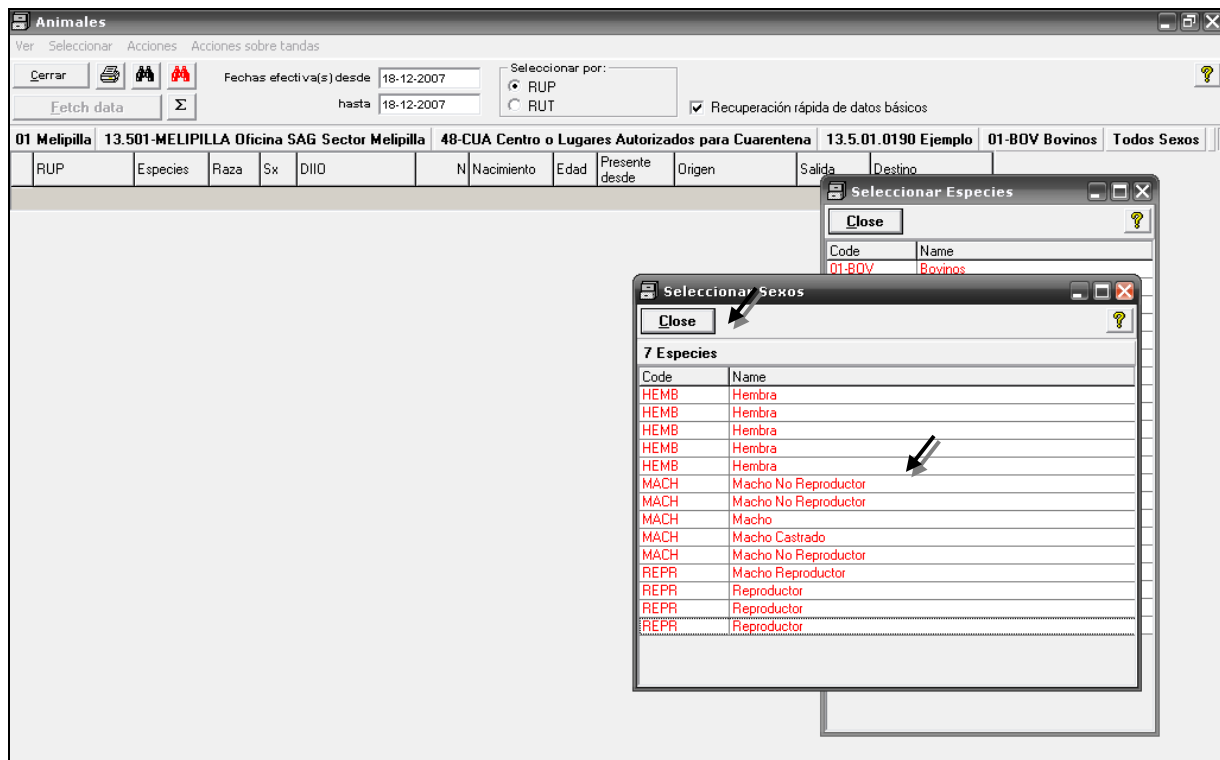 Animales
Ver Seleccionar Acciones Acciones sobre tandas
Cerrar
Fechas efectiva(s) desde 18-12-2007
Seleccionar por:
RUP
Fetch data
Σ
hasta 18-12-2007
RUT
Recuperación rápida de datos básicos
01 Melipilla 13.501-MELIPILLA Oficina SAG Sector Melipilla 48-CUA Centro o Lugares Autorizados para Cuarentena 13.5.01.0190 Ejemplo 01-BOV Bovinos Todos Sexos
RUP Especies Raza Sx DIIO N Nacimiento Edad Presente desde Origen Salida Destino
Seleccionar Especies
Close
Code Name
01-BOV Bovinos
Seleccionar Sexos
Close
7 Especies
Code Name
HEMB Hembra
HEMB Hembra
HEMB Hembra
HEMB Hembra
HEMB Hembra
MACH Macho No Reproductor
MACH Macho No Reproductor
MACH Macho
MACH Macho Castrado
MACH Macho No Reproductor
REPR Macho Reproductor
REPR Reproductor
REPR Reproductor
REPR Reproductor